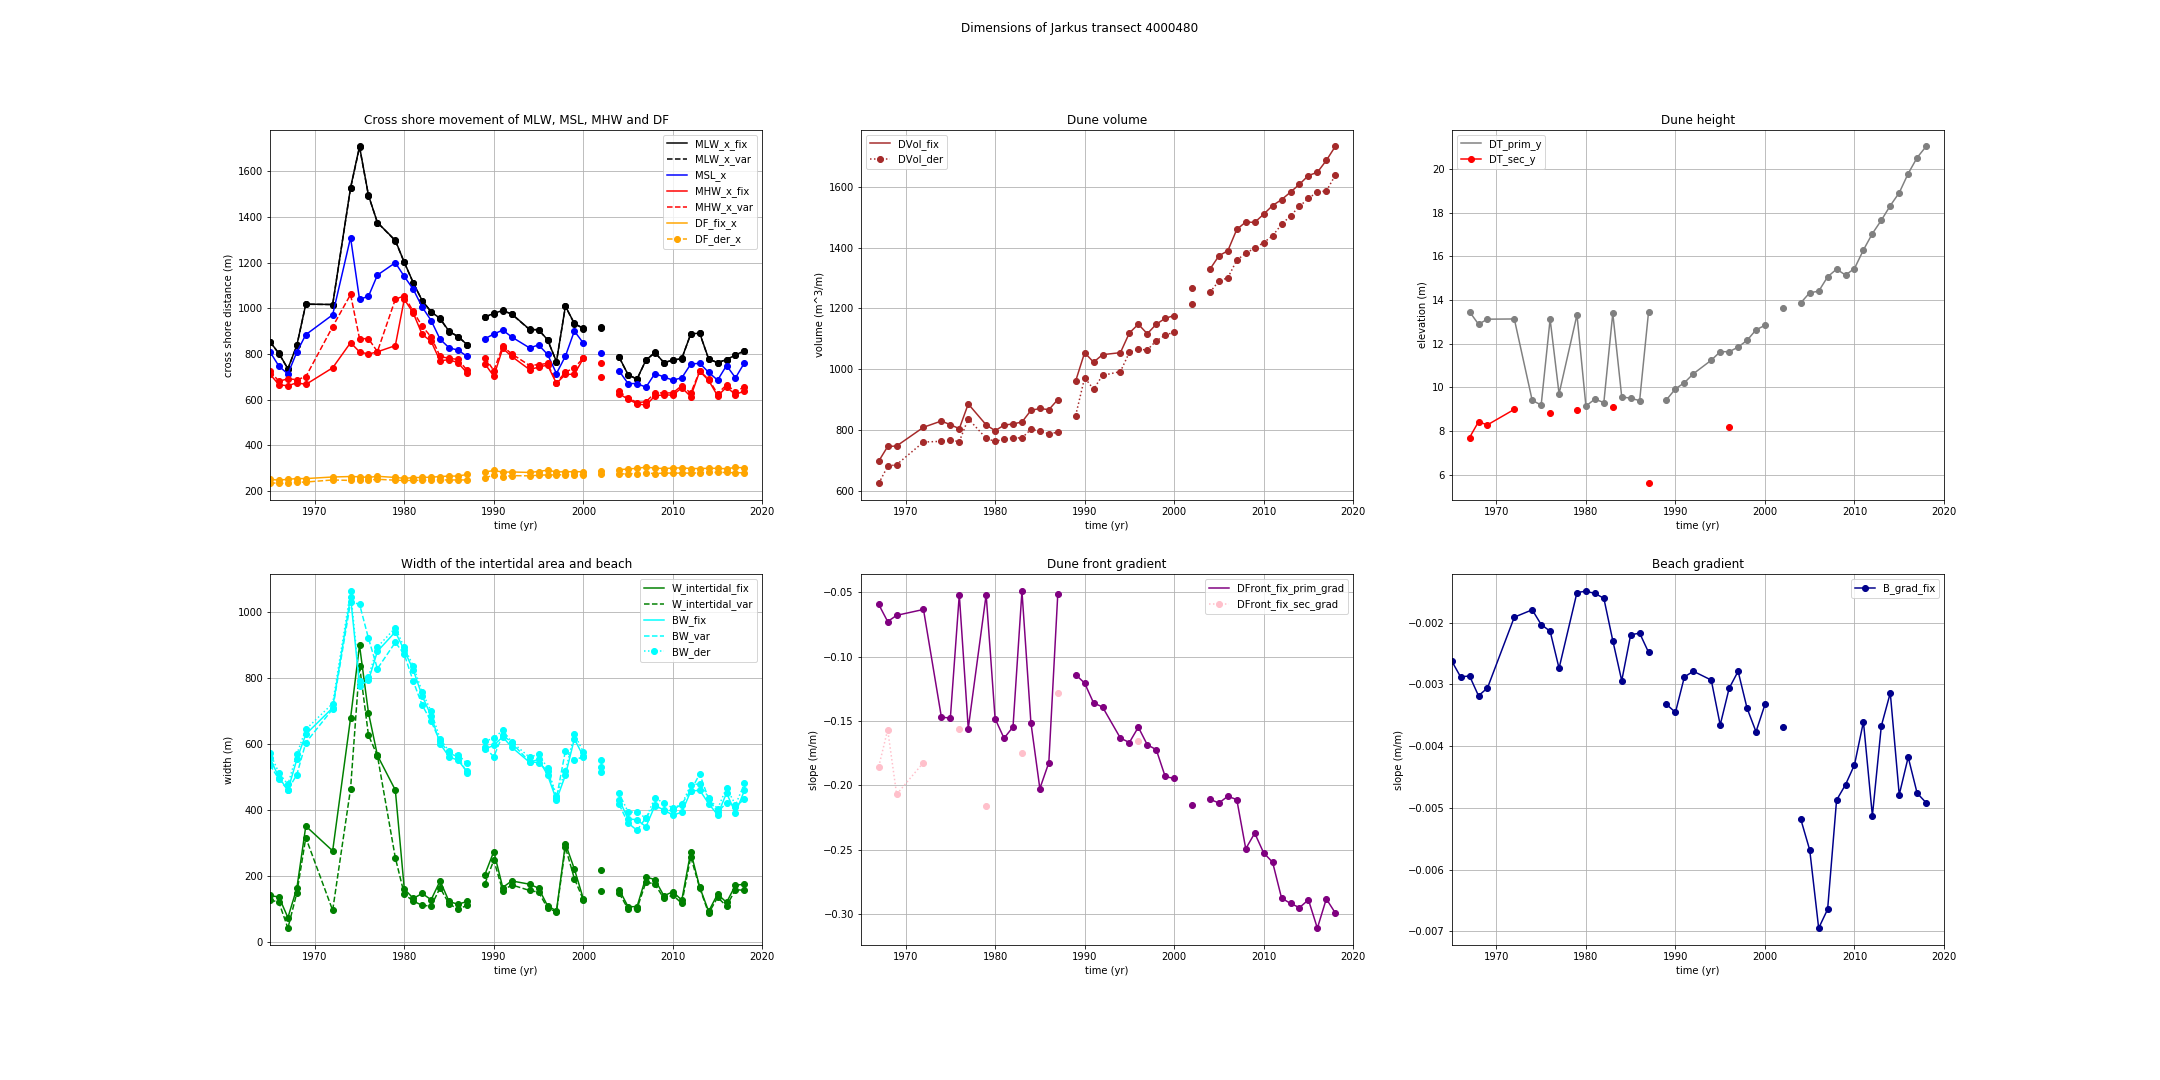 Dimensions of Jarkus transect 4000480
Cross shore movement of MLW, MSL, MHW and DF
cross shore distance (m)
1600
1400
1200
1000
800
600
400
200
MLW_x_fix
MLW_x_var
MSL_x
MHW_x_fix
MHW_x_var
DF_fix_x
DF_der_x
1970 1980 1990 2000 2010 2020
time (yr)
Dune volume
volume (m^3/m)
1600
1400
1200
1000
800
600
DVol_fix
DVol_der
1970 1980 1990 2000 2010 2020
time (yr)
Dune height
elevation (m)
20
18
16
14
12
10
8
6
DT_prim_y
DT_sec_y
1970 1980 1990 2000 2010 2020
time (yr)
Width of the intertidal area and beach
width (m)
1000
800
600
400
200
0
W_intertidal_fix
W_intertidal_var
BW_fix
BW_var
BW_der
1970 1980 1990 2000 2010 2020
time (yr)
Dune front gradient
slope (m/m)
−0.05
−0.10
−0.15
−0.20
−0.25
−0.30
DFront_fix_prim_grad
DFront_fix_sec_grad
1970 1980 1990 2000 2010 2020
time (yr)
Beach gradient
slope (m/m)
−0.002
−0.003
−0.004
−0.005
−0.006
−0.007
B_grad_fix
1970 1980 1990 2000 2010 2020
time (yr)